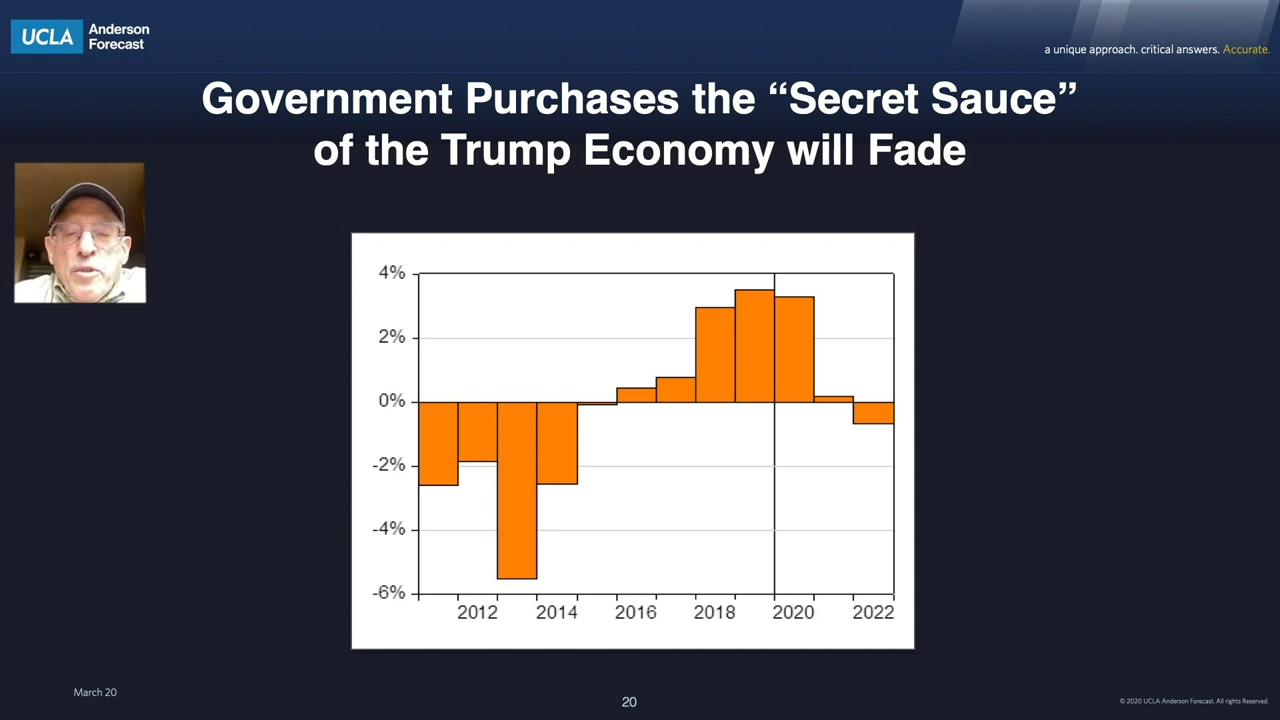 UCLA Anderson
Forecast
a unique approach. critical answers. Accurate.
Government Purchases the “Secret Sauce”
of the Trump Economy will Fade
4%
2%
0%
-2%
-4%
-6%
2012 2014 2016 2018 2020 2022
March 20
20
© 2020 UCLA Anderson Forecast. All rights Reserved.